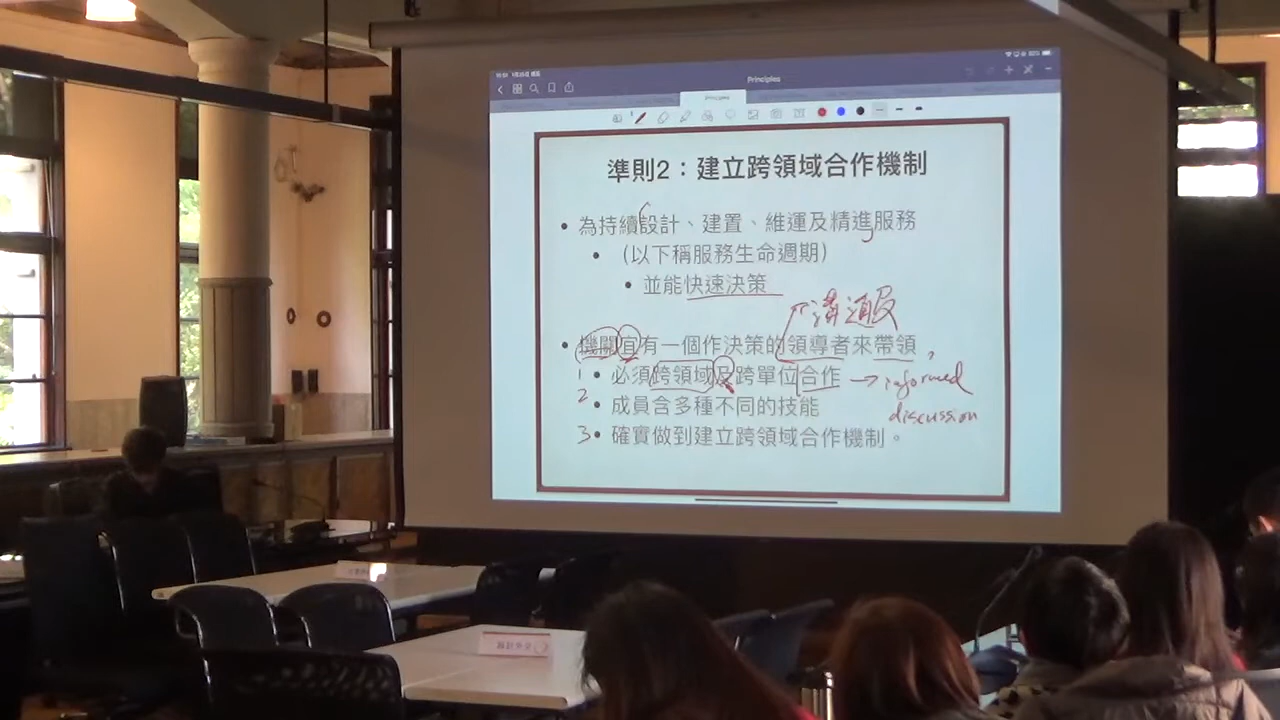 Principles
Principles
準則2：建立跨領域合作機制
• 為持續設計、建置、維運及精進服務
• (以下稱服務生命週期)
• 並能快速決策
溝通
• 機關宜有一個作決策的領導者來帶領，
1 • 必須跨領域及跨單位合作 → informed
2 • 成員含多種不同的技能 discussion
3 • 確實做到建立跨領域合作機制。